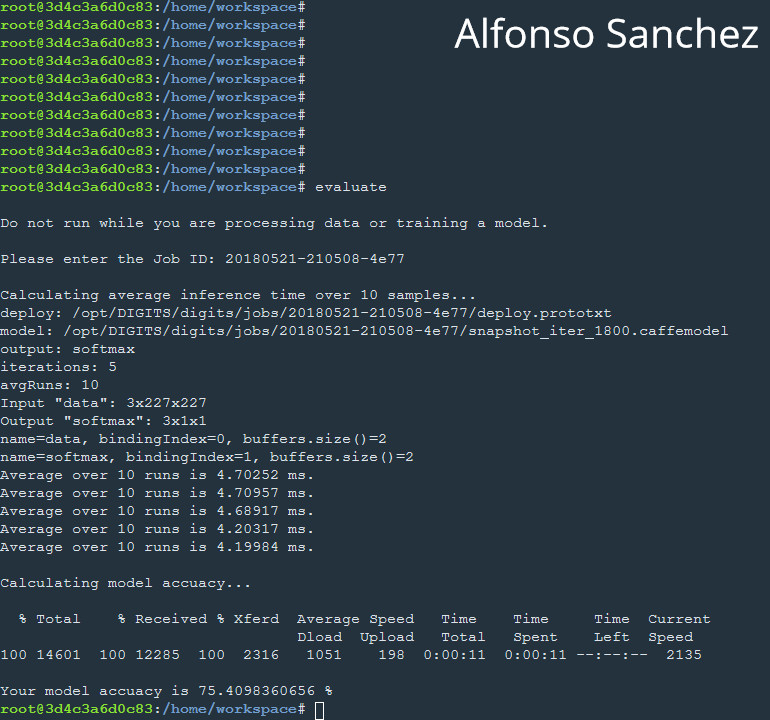 root@3d4c3a6d0c83:/home/workspace#
Alfonso Sanchez
root@3d4c3a6d0c83:/home/workspace#
root@3d4c3a6d0c83:/home/workspace#
root@3d4c3a6d0c83:/home/workspace#
root@3d4c3a6d0c83:/home/workspace#
root@3d4c3a6d0c83:/home/workspace#
root@3d4c3a6d0c83:/home/workspace#
root@3d4c3a6d0c83:/home/workspace#
root@3d4c3a6d0c83:/home/workspace#
root@3d4c3a6d0c83:/home/workspace#
root@3d4c3a6d0c83:/home/workspace# evaluate
Do not run while you are processing data or training a model.
Please enter the Job ID: 20180521-210508-4e77
Calculating average inference time over 10 samples...
deploy: /opt/DIGITS/digits/jobs/20180521-210508-4e77/deploy.prototxt
model: /opt/DIGITS/digits/jobs/20180521-210508-4e77/snapshot_iter_1800.caffemodel
output: softmax
iterations: 5
avgRuns: 10
Input "data": 3x227x227
Output "softmax": 3x1x1
name=data, bindingIndex=0, buffers.size()=2
name=softmax, bindingIndex=1, buffers.size()=2
Average over 10 runs is 4.70252 ms.
Average over 10 runs is 4.70957 ms.
Average over 10 runs is 4.68917 ms.
Average over 10 runs is 4.20317 ms.
Average over 10 runs is 4.19984 ms.
Calculating model accuacy...
  % Total    % Received % Xferd  Average Speed   Time    Time     Time  Current
                                 Dload  Upload   Total   Spent    Left  Speed
100 14601  100 12285  100  2316   1051    198  0:00:11  0:00:11 --:--:--  2135
Your model accuacy is 75.4098360656 %
root@3d4c3a6d0c83:/home/workspace#